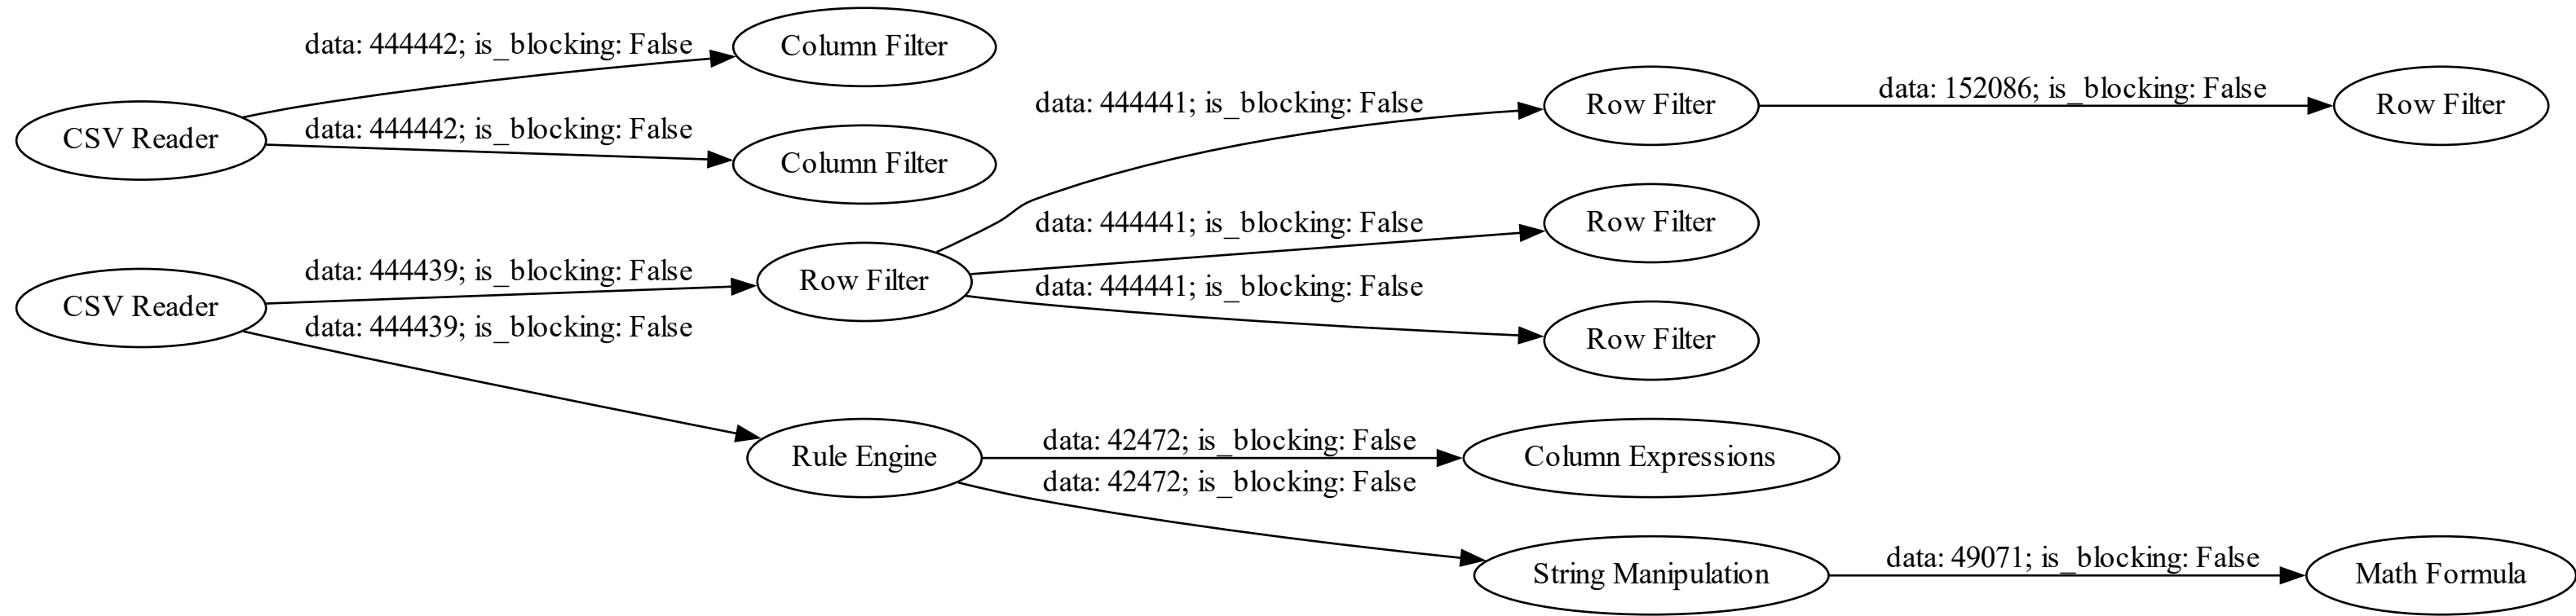 data: 444442; is_blocking: False
Column Filter
CSV Reader
data: 444442; is_blocking: False
Column Filter
data: 444441; is_blocking: False
Row Filter
data: 152086; is_blocking: False
Row Filter
data: 444441; is_blocking: False
Row Filter
CSV Reader
data: 444439; is_blocking: False
Row Filter
data: 444441; is_blocking: False
Row Filter
data: 444439; is_blocking: False
Rule Engine
data: 42472; is_blocking: False
Column Expressions
data: 42472; is_blocking: False
String Manipulation
data: 49071; is_blocking: False
Math Formula